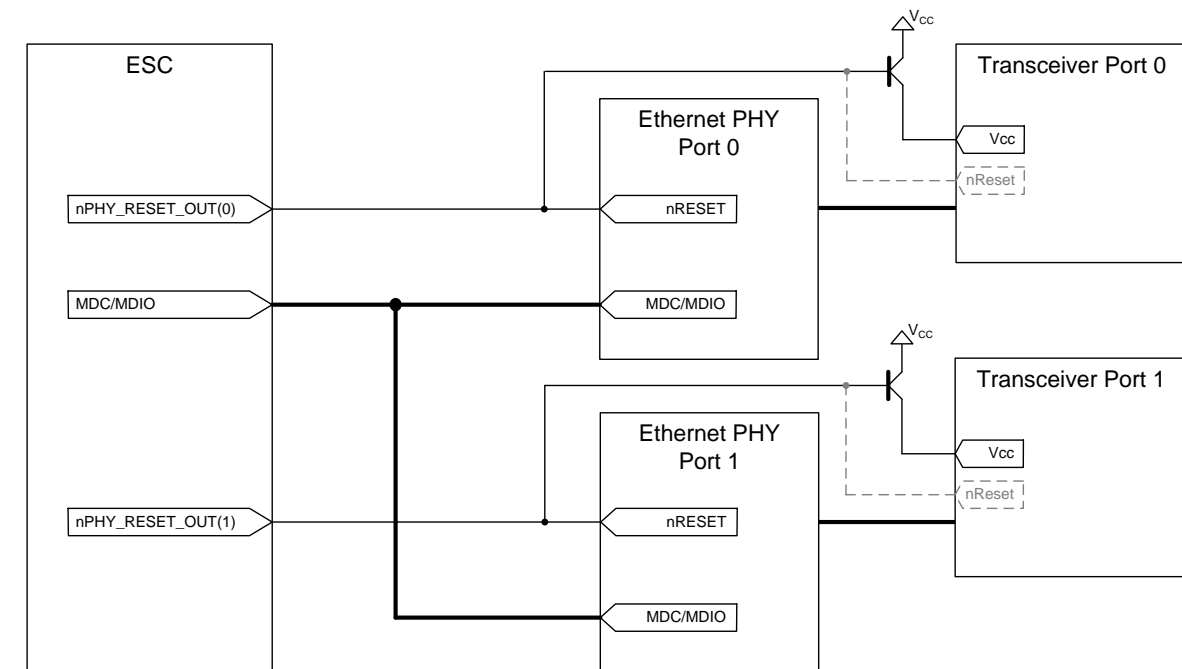 ESC
nPHY_RESET_OUT(0)
MDC/MDIO
nPHY_RESET_OUT(1)
Ethernet PHY
Port 0
nRESET
MDC/MDIO
VCC
Transceiver Port 0
Vcc
nReset
Ethernet PHY
Port 1
nRESET
MDC/MDIO
VCC
Transceiver Port 1
Vcc
nReset